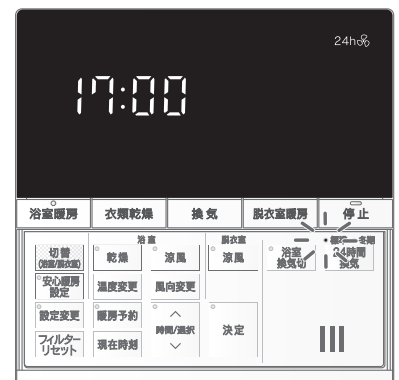 24h
17:00
浴室暖房 衣類乾燥 換気 脱衣室暖房 停止
浴室 脱衣室
切替
(浴室/脱衣室)
乾燥 涼風 涼風
浴室
換気切
24時間
換気
安心暖房
設定
温度変更 風向変更
設定変更 暖房予約
時間/選択
決定
フィルター
リセット
現在時刻